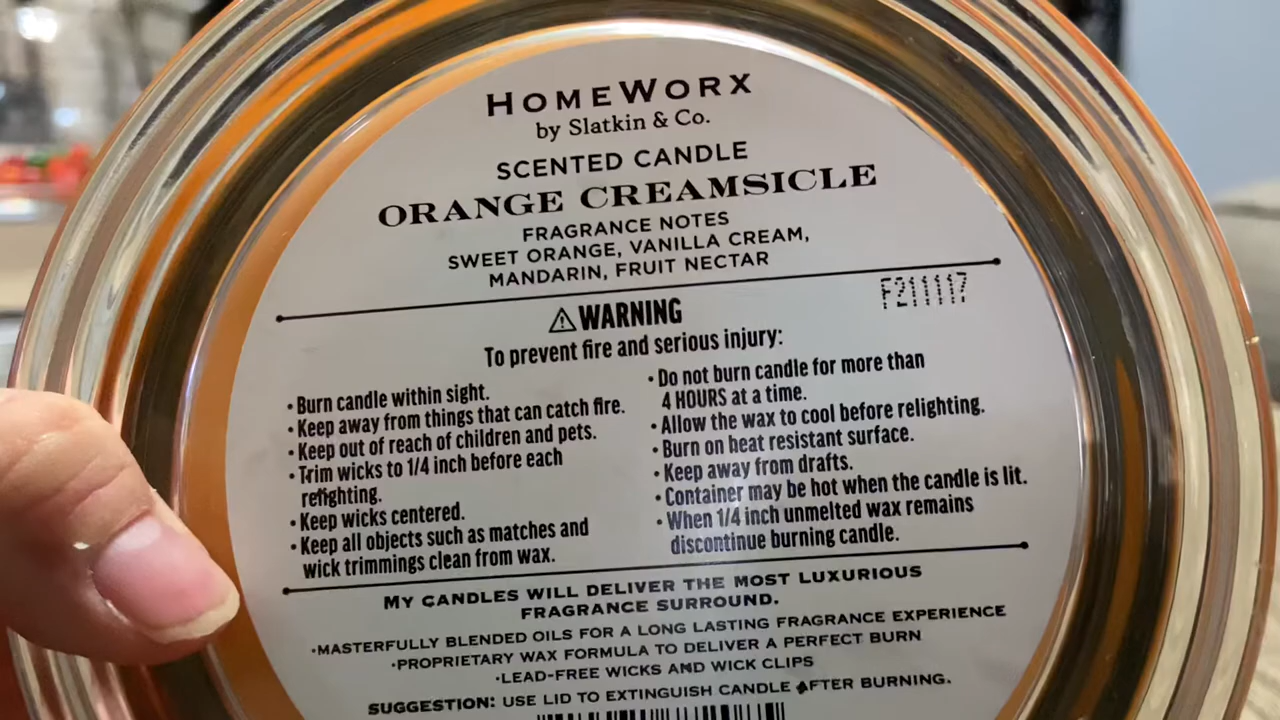 HOMEWORX
by Slatkin & Co.
SCENTED CANDLE
ORANGE CREAMSICLE
FRAGRANCE NOTES
SWEET ORANGE, VANILLA CREAM,
MANDARIN, FRUIT NECTAR
F211117
⚠WARNING
To prevent fire and serious injury:
• Burn candle within sight.
• Keep away from things that can catch fire.
• Keep out of reach of children and pets.
• Trim wicks to 1/4 inch before each
relighting.
• Keep wicks centered.
• Keep all objects such as matches and
wick trimmings clean from wax.
• Do not burn candle for more than
4 HOURS at a time.
• Allow the wax to cool before relighting.
• Burn on heat resistant surface.
• Keep away from drafts.
• Container may be hot when the candle is lit.
• When 1/4 inch unmelted wax remains
discontinue burning candle.
MY CANDLES WILL DELIVER THE MOST LUXURIOUS
FRAGRANCE SURROUND.
•MASTERFULLY BLENDED OILS FOR A LONG LASTING FRAGRANCE EXPERIENCE
•PROPRIETARY WAX FORMULA TO DELIVER A PERFECT BURN
•LEAD-FREE WICKS AND WICK CLIPS
SUGGESTION: USE LID TO EXTINGUISH CANDLE AFTER BURNING.